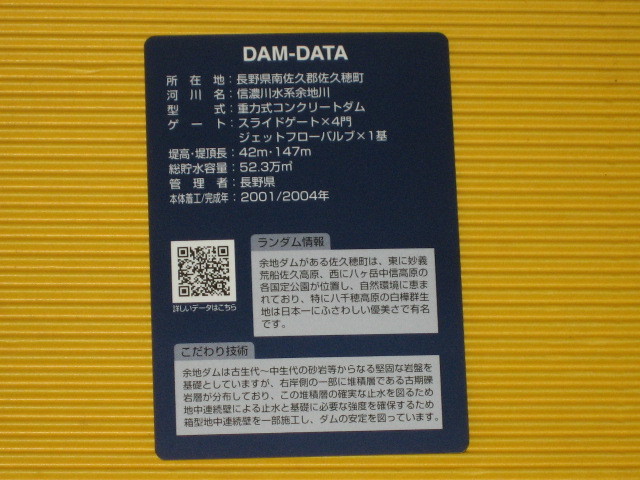 DAM-DATA
所在地：長野県南佐久郡佐久穂町
河川名：信濃川水系余地川
型式：重力式コンクリートダム
ゲート：スライドゲート×4門
ジェットフローバルブ×1基
堤高・堤頂長：42m・147m
総貯水容量：52.3万㎥
管理者：長野県
本体着工/完成年：2001/2004年
詳しいデータはこちら
ランダム情報
余地ダムがある佐久穂町は、東に妙義
荒船佐久高原、西に八ヶ岳中信高原の
各国定公園が位置し、自然環境に恵ま
れており、特に八千穂高原の白樺群生
地は日本一にふさわしい優美さで有名
です。
こだわり技術
余地ダムは古生代～中生代の砂岩等からなる堅固な岩盤を
基礎としていますが、右岸側の一部に堆積層である古期礫
岩層が分布しており、この堆積層の確実な止水を図るため
地中連続壁による止水と基礎に必要な強度を確保するため
箱型地中連続壁を一部施工し、ダムの安定を図っています。